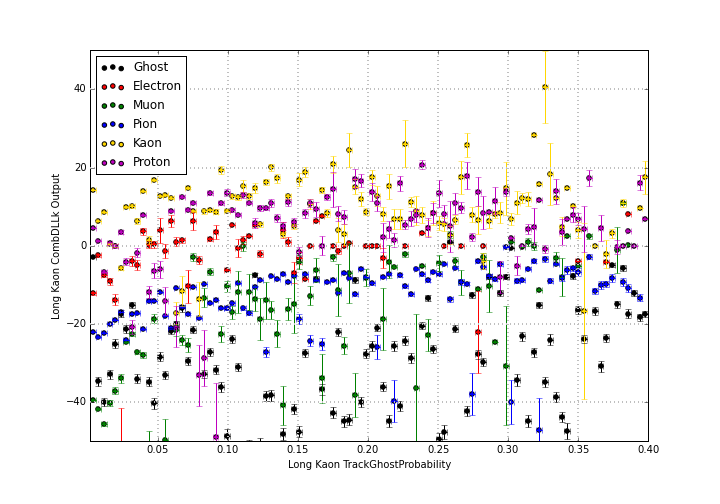 Ghost
Electron
Muon
Pion
Kaon
Proton
40
20
0
−20
−40
0.05
0.10
0.15
0.20
0.25
0.30
0.35
0.40
Long Kaon TrackGhostProbability
Long Kaon CombDLLk Output